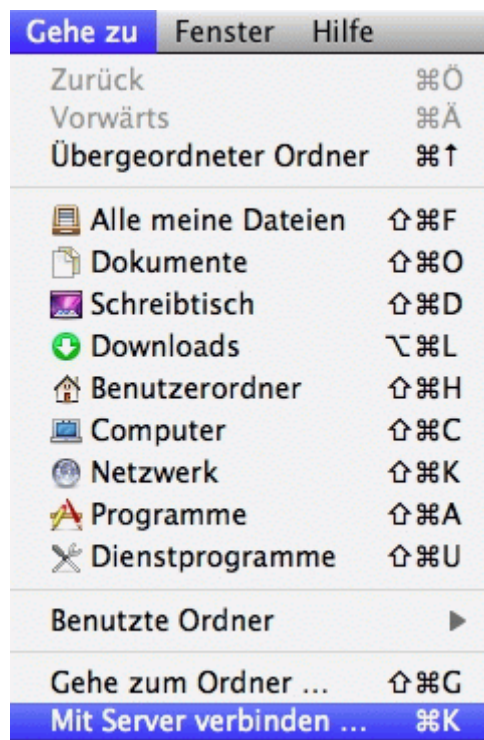 Gehe zu Fenster Hilfe
Zurück ⌘Ö
Vorwärts ⌘Ä
Übergeordneter Ordner ⌘↑
Alle meine Dateien ⇧⌘F
Dokumente ⇧⌘O
Schreibtisch ⇧⌘D
Downloads ⌥⌘L
Benutzerordner ⇧⌘H
Computer ⇧⌘C
Netzwerk ⇧⌘K
Programme ⇧⌘A
Dienstprogramme ⇧⌘U
Benutzte Ordner ▶
Gehe zum Ordner ... ⇧⌘G
Mit Server verbinden ... ⌘K